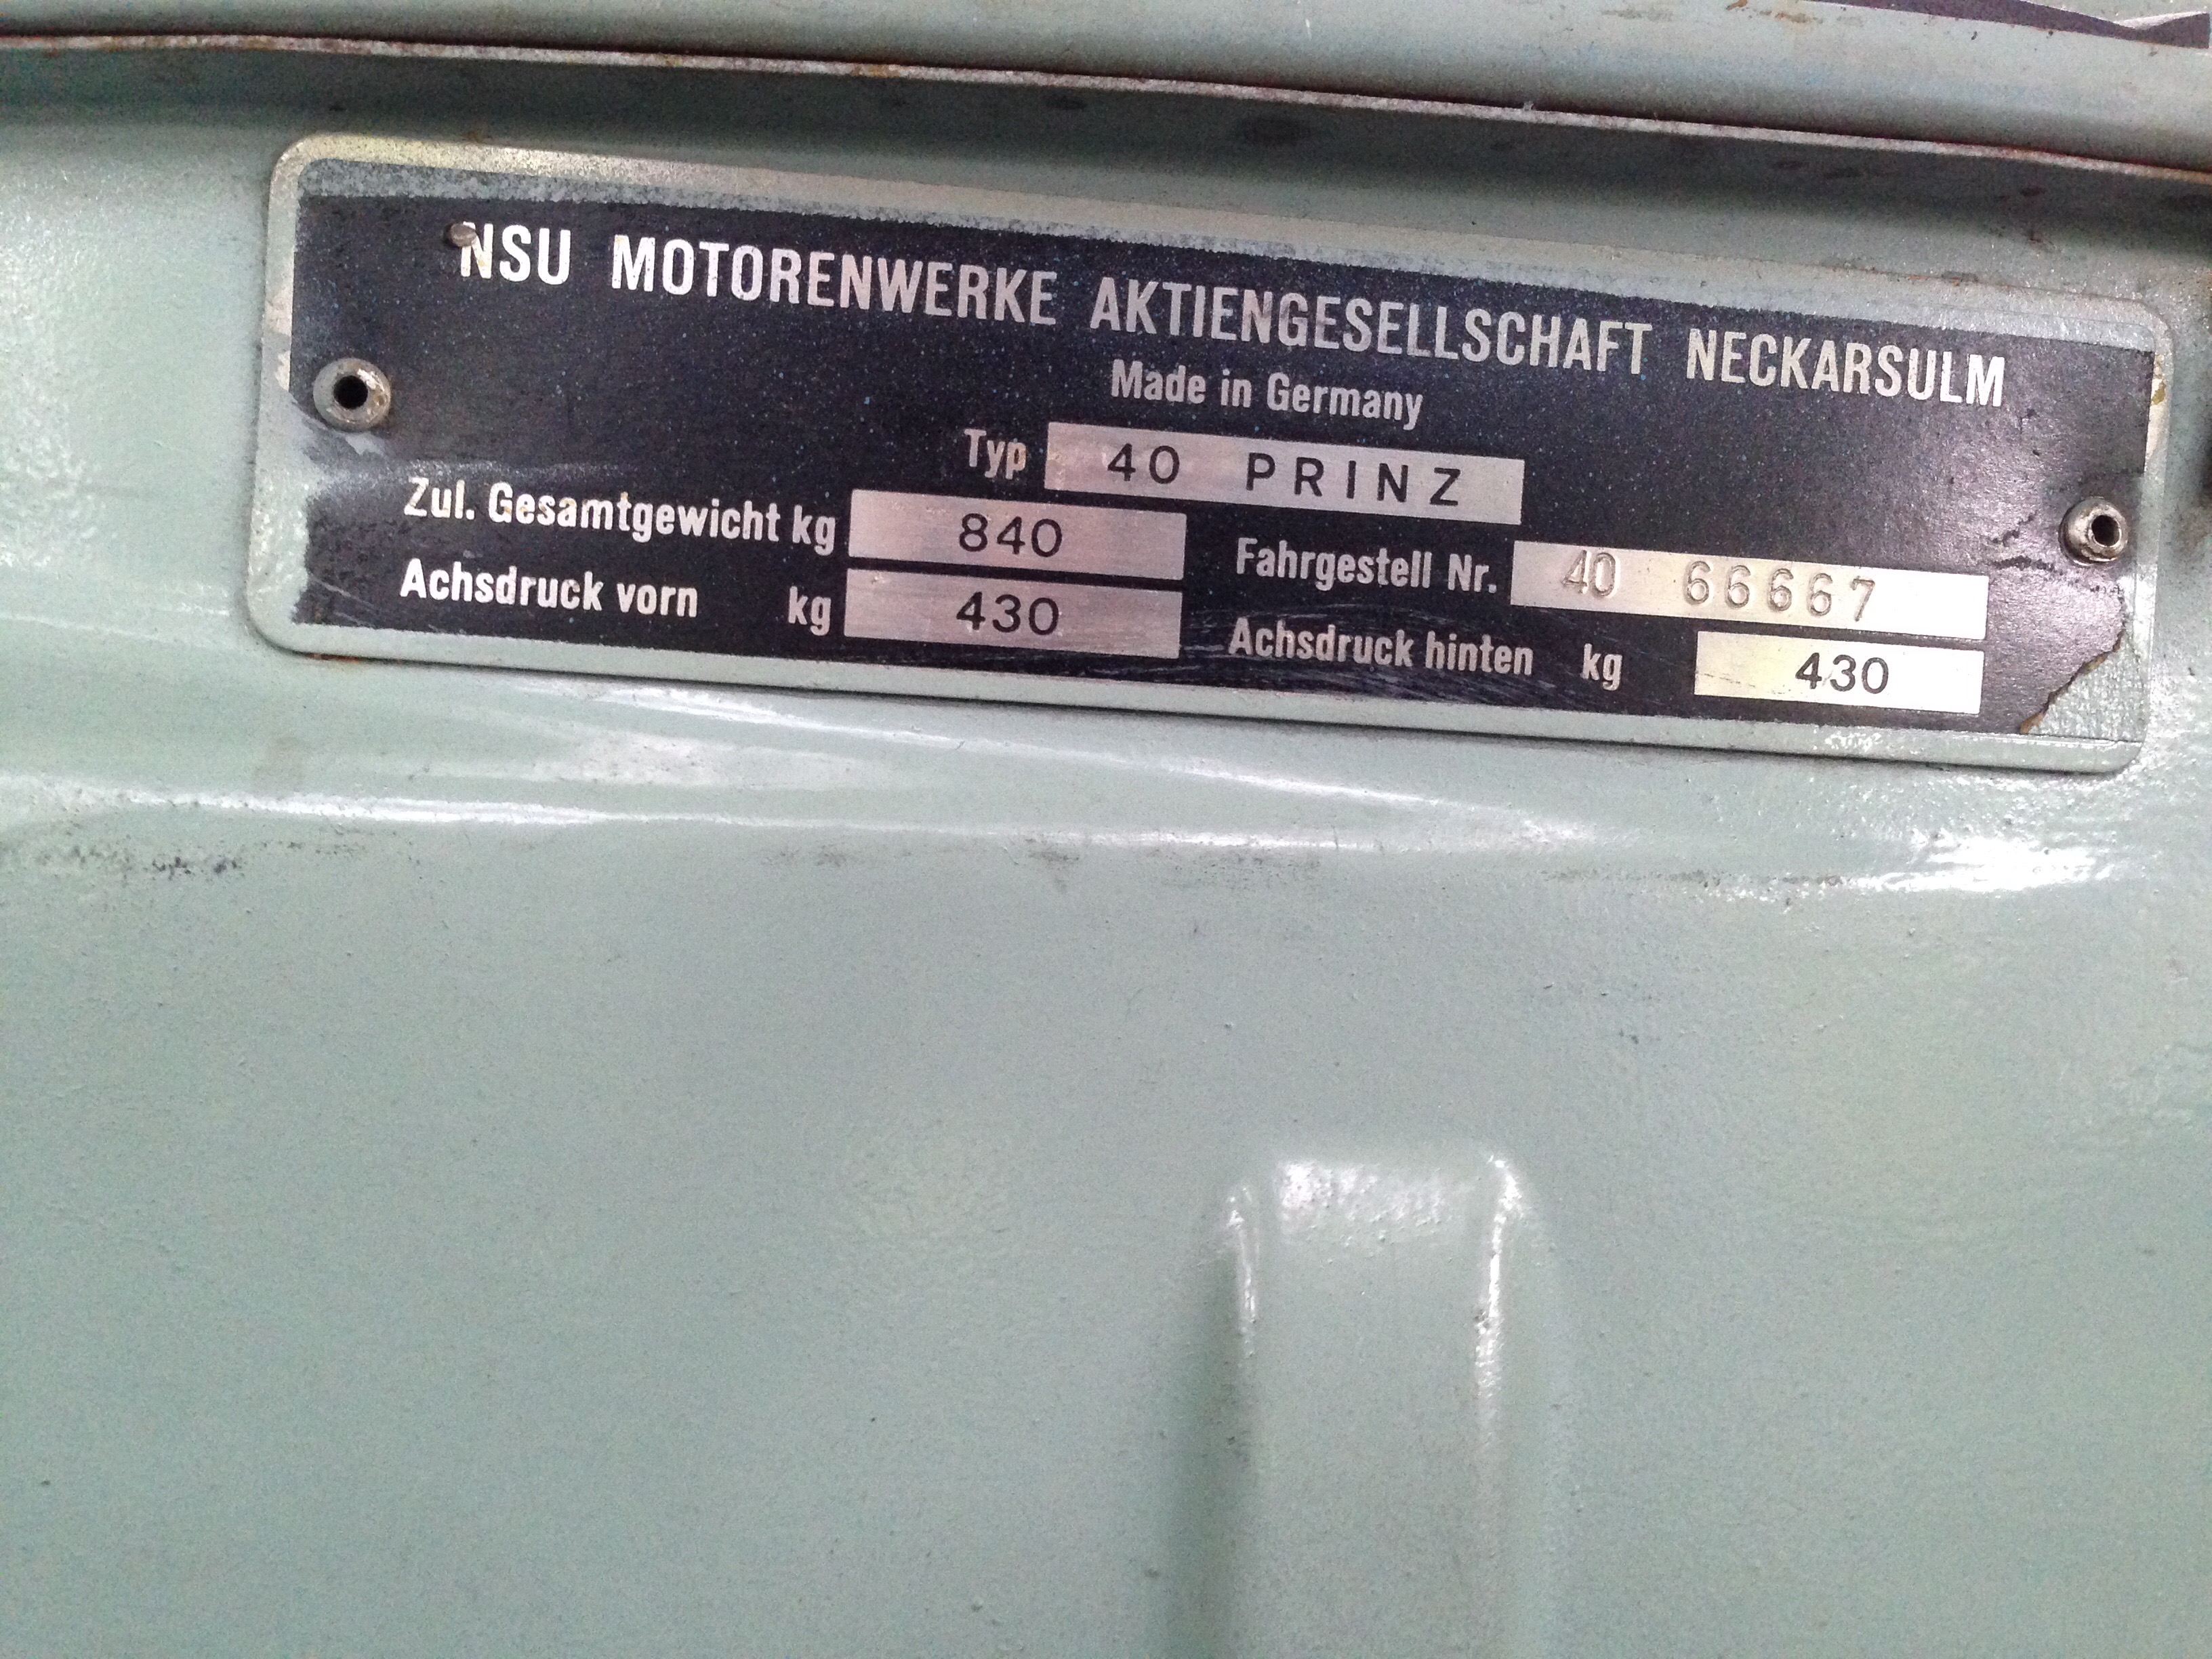 NSU MOTORENWERKE AKTIENGESELLSCHAFT NECKARSULM
Made in Germany
Typ 40 PRINZ
Zul. Gesamtgewicht kg 840
Fahrgestell Nr. 40 66667
Achsdruck vorn kg 430
Achsdruck hinten kg 430